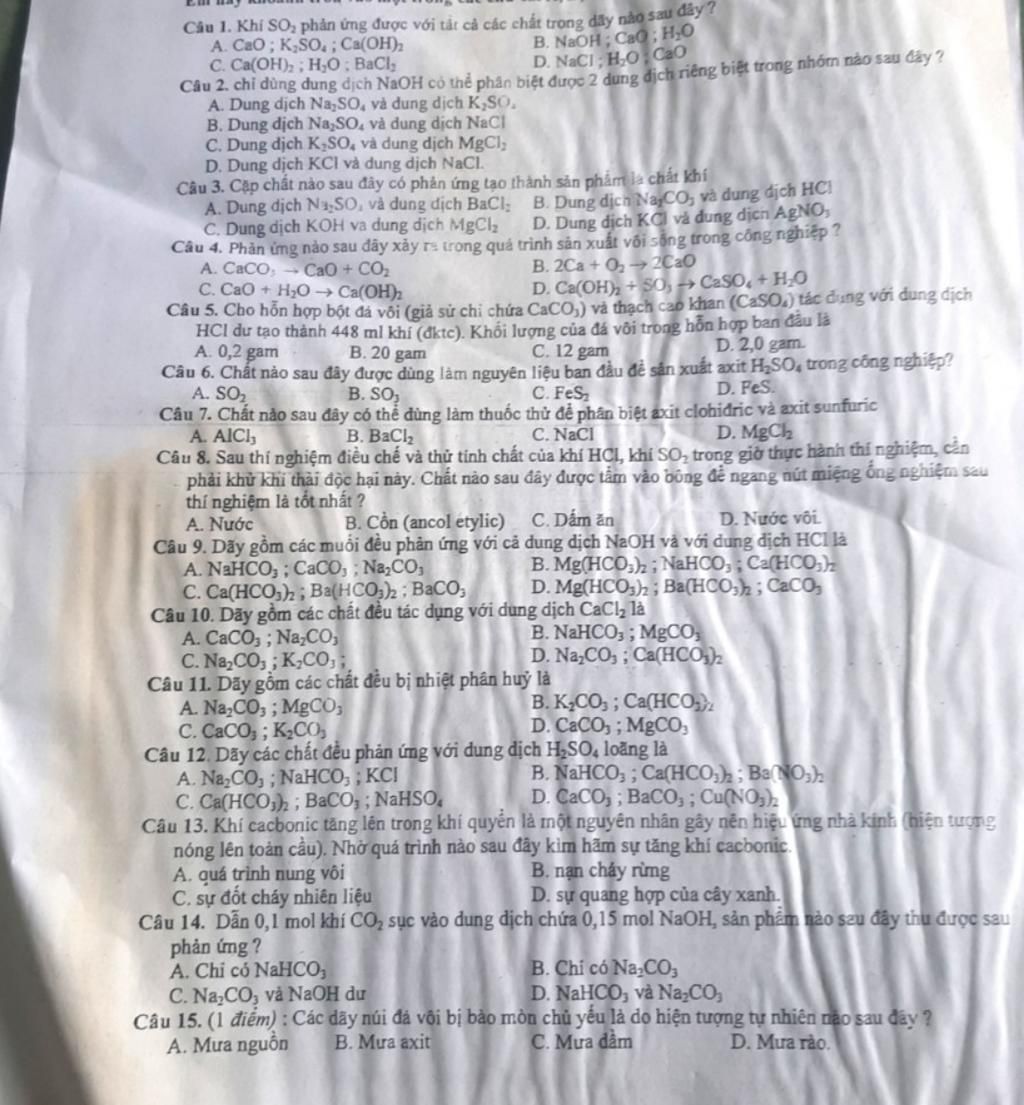 Câu 1. Khí SO₂ phản ứng được với tất cả các chất trong dãy nào sau đây ?
A. CaO ; K₂SO₄ ; Ca(OH)₂ B. NaOH ; CaO ; H₂O
C. Ca(OH)₂ ; H₂O ; BaCl₂ D. NaCl ; H₂O ; CaO
Câu 2. chỉ dùng dung dịch NaOH có thể phân biệt được 2 dung dịch riêng biệt trong nhóm nào sau đây ?
A. Dung dịch Na₂SO₄ và dung dịch K₂SO₄
B. Dung dịch Na₂SO₄ và dung dịch NaCl
C. Dung dịch K₂SO₄ và dung dịch MgCl₂
D. Dung dịch KCl và dung dịch NaCl.
Câu 3. Cặp chất nào sau đây có phản ứng tạo thành sản phẩm là chất khí
A. Dung dịch Na₂SO₄ và dung dịch BaCl₂ B. Dung dịch Na₂CO₃ và dung dịch HCl
C. Dung dịch KOH và dung dịch MgCl₂ D. Dung dịch KCl và dung dịch AgNO₃
Câu 4. Phản ứng nào sau đây xảy ra trong quá trình sản xuất vôi sống trong công nghiệp ?
A. CaCO₃ → CaO + CO₂ B. 2Ca + O₂ → 2CaO
C. CaO + H₂O → Ca(OH)₂ D. Ca(OH)₂ + SO₃ → CaSO₄ + H₂O
Câu 5. Cho hỗn hợp bột đá vôi (giả sử chỉ chứa CaCO₃) và thạch cao khan (CaSO₄) tác dụng với dung dịch
HCl dư tạo thành 448 ml khí (đktc). Khối lượng của đá vôi trong hỗn hợp ban đầu là
A. 0,2 gam B. 20 gam C. 12 gam D. 2,0 gam.
Câu 6. Chất nào sau đây được dùng làm nguyên liệu ban đầu để sản xuất axit H₂SO₄ trong công nghiệp?
A. SO₂ B. SO₃ C. FeS₂ D. FeS.
Câu 7. Chất nào sau đây có thể dùng làm thuốc thử để phân biệt axit clohiđric và axit sunfuric
A. AlCl₃ B. BaCl₂ C. NaCl D. MgCl₂
Câu 8. Sau thí nghiệm điều chế và thử tính chất của khí HCl, khí SO₂ trong giờ thực hành thí nghiệm, cần
phải khử khí thải độc hại này. Chất nào sau đây được tẩm vào bông để ngang nút miệng ống nghiệm sau
thí nghiệm là tốt nhất ?
A. Nước B. Cồn (ancol etylic) C. Dấm ăn D. Nước vôi.
Câu 9. Dãy gồm các muối đều phản ứng với cả dung dịch NaOH và với dung dịch HCl là
A. NaHCO₃ ; CaCO₃ ; Na₂CO₃ B. Mg(HCO₃)₂ ; NaHCO₃ ; Ca(HCO₃)₂
C. Ca(HCO₃)₂ ; Ba(HCO₃)₂ ; BaCO₃ D. Mg(HCO₃)₂ ; Ba(HCO₃)₂ ; CaCO₃
Câu 10. Dãy gồm các chất đều tác dụng với dung dịch CaCl₂ là
A. CaCO₃ ; Na₂CO₃ B. NaHCO₃ ; MgCO₃
C. Na₂CO₃ ; K₂CO₃ ; D. Na₂CO₃ ; Ca(HCO₃)₂
Câu 11. Dãy gồm các chất đều bị nhiệt phân huỷ là
A. Na₂CO₃ ; MgCO₃ B. K₂CO₃ ; Ca(HCO₃)₂
C. CaCO₃ ; K₂CO₃ D. CaCO₃ ; MgCO₃
Câu 12. Dãy các chất đều phản ứng với dung dịch H₂SO₄ loãng là
A. Na₂CO₃ ; NaHCO₃ ; KCl B. NaHCO₃ ; Ca(HCO₃)₂ ; Ba(NO₃)₂
C. Ca(HCO₃)₂ ; BaCO₃ ; NaHSO₄ D. CaCO₃ ; BaCO₃ ; Cu(NO₃)₂
Câu 13. Khí cacbonic tăng lên trong khí quyển là một nguyên nhân gây nên hiệu ứng nhà kính (hiện tượng
nóng lên toàn cầu). Nhờ quá trình nào sau đây kìm hãm sự tăng khí cacbonic.
A. quá trình nung vôi B. nạn cháy rừng
C. sự đốt cháy nhiên liệu D. sự quang hợp của cây xanh.
Câu 14. Dẫn 0,1 mol khí CO₂ sục vào dung dịch chứa 0,15 mol NaOH, sản phẩm nào sau đây thu được sau
phản ứng ?
A. Chỉ có NaHCO₃ B. Chỉ có Na₂CO₃
C. Na₂CO₃ và NaOH dư D. NaHCO₃ và Na₂CO₃
Câu 15. (1 điểm) : Các dãy núi đá vôi bị bào mòn chủ yếu là do hiện tượng tự nhiên nào sau đây ?
A. Mưa nguồn B. Mưa axit C. Mưa dầm D. Mưa rào.